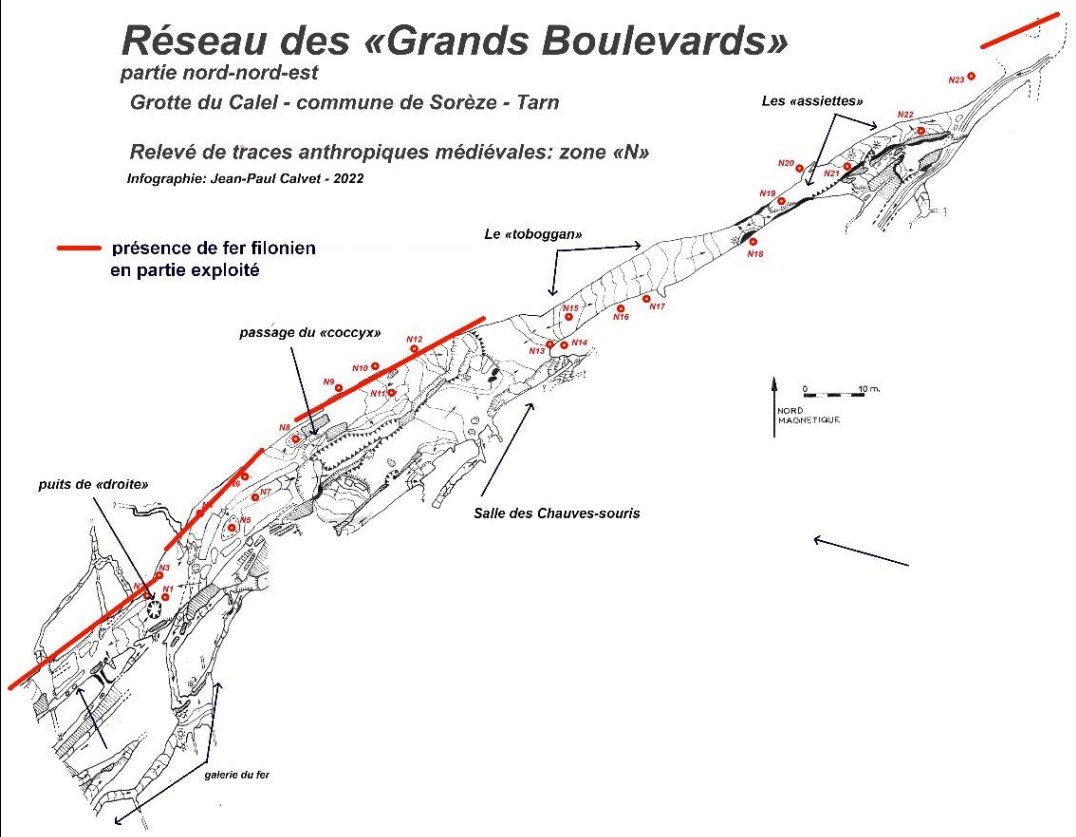 Réseau des «Grands Boulevards»
partie nord-nord-est
Grotte du Calel - commune de Sorèze - Tarn
Relevé de traces anthropiques médiévales: zone «N»
Infographie: Jean-Paul Calvet - 2022
présence de fer filonien
en partie exploité
N23
Les «assiettes»
N22
N20
N21
N19
Le «toboggan»
N18
N17
N15
N16
passage du «coccyx»
N12
N13
N14
N10
N9
N11
0 10 m.
NORD
MAGNETIQUE
N8
puits de «droite»
N6
N7
Salle des Chauves-souris
N5
N3
N1
galerie du fer